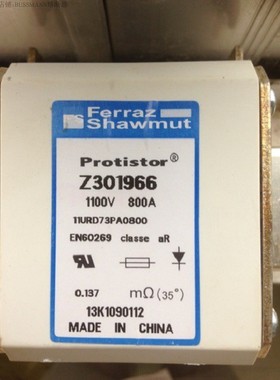 Ferraz
Shawmut
Protistor®
Z301966
1100V 800A
11URD73PA0800
EN60269 classe aR
0.137 mΩ(35°)
13K1090112
MADE IN CHINA